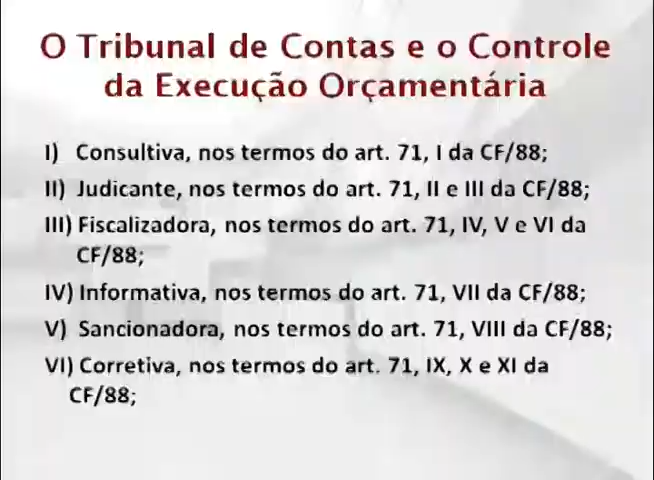 O Tribunal de Contas e o Controle
da Execução Orçamentária
I) Consultiva, nos termos do art. 71, I da CF/88;
II) Judicante, nos termos do art. 71, II e III da CF/88;
III) Fiscalizadora, nos termos do art. 71, IV, V e VI da
CF/88;
IV) Informativa, nos termos do art. 71, VII da CF/88;
V) Sancionadora, nos termos do art. 71, VIII da CF/88;
VI) Corretiva, nos termos do art. 71, IX, X e XI da
CF/88;